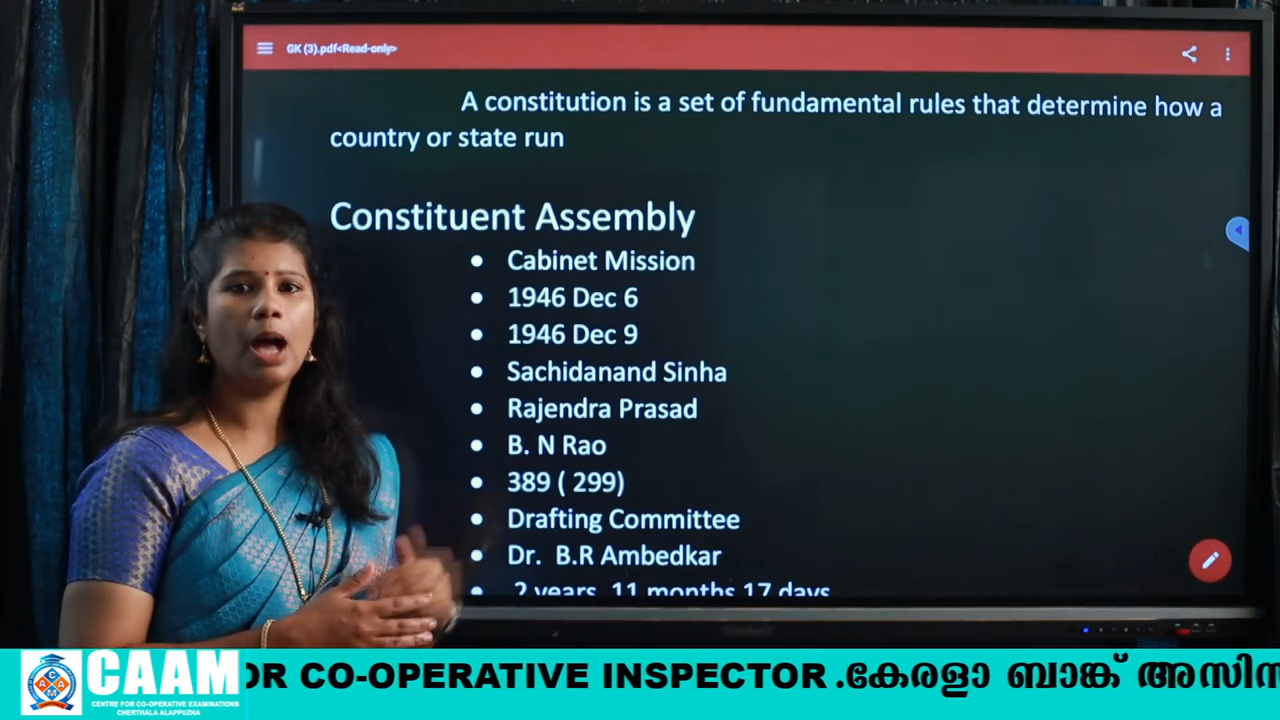 GK (3).pdf<Read-only>
A constitution is a set of fundamental rules that determine how a
country or state run
Constituent Assembly
• Cabinet Mission
• 1946 Dec 6
• 1946 Dec 9
• Sachidanand Sinha
• Rajendra Prasad
• B. N Rao
• 389 ( 299)
• Drafting Committee
• Dr. B.R Ambedkar
• 2 years 11 months 17 days
CAAM
CENTRE FOR CO-OPERATIVE EXAMINATIONS
CHERTHALA ALAPPUZHA
OR CO-OPERATIVE INSPECTOR .കേരളാ ബാങ്ക് അസിസ